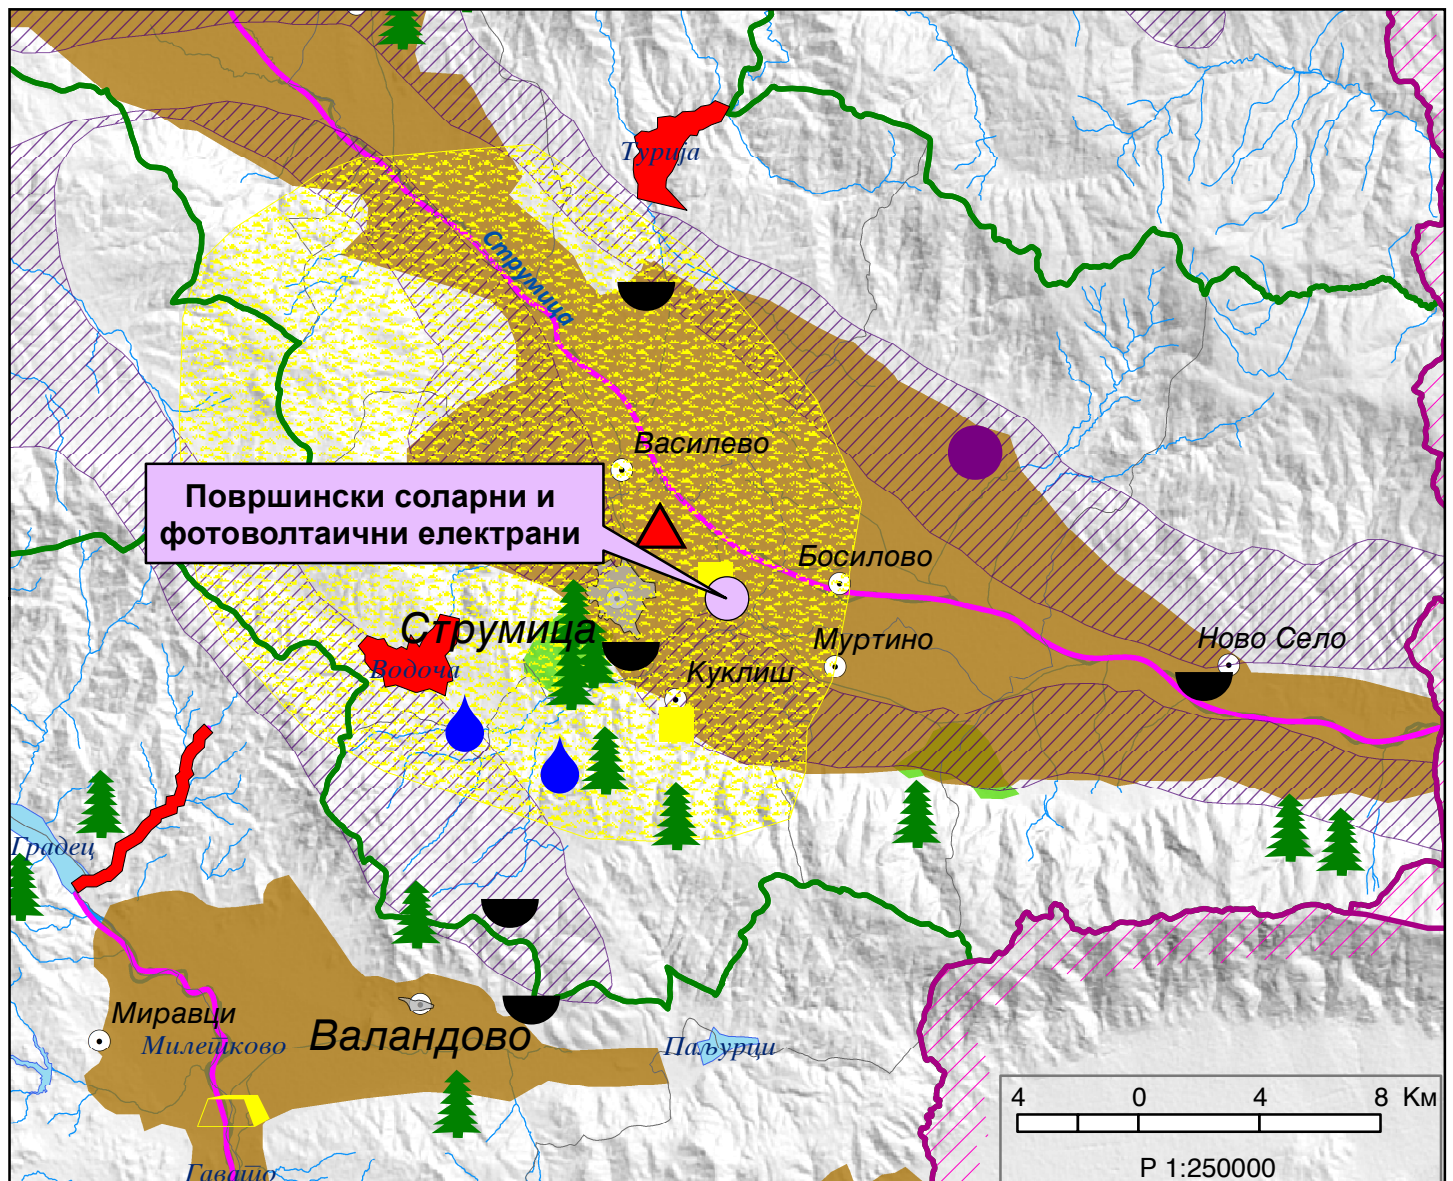 Турија
Струмица
Василево
Површински соларни и
фотоволтаични електрани
Босилово
Струмица
Муртино
Ново Село
Водоча
Куклиш
Градец
Миравци
Милетково
Валандово
Паљурци
4 0 4 8 Км
Р 1:250000
Гавато